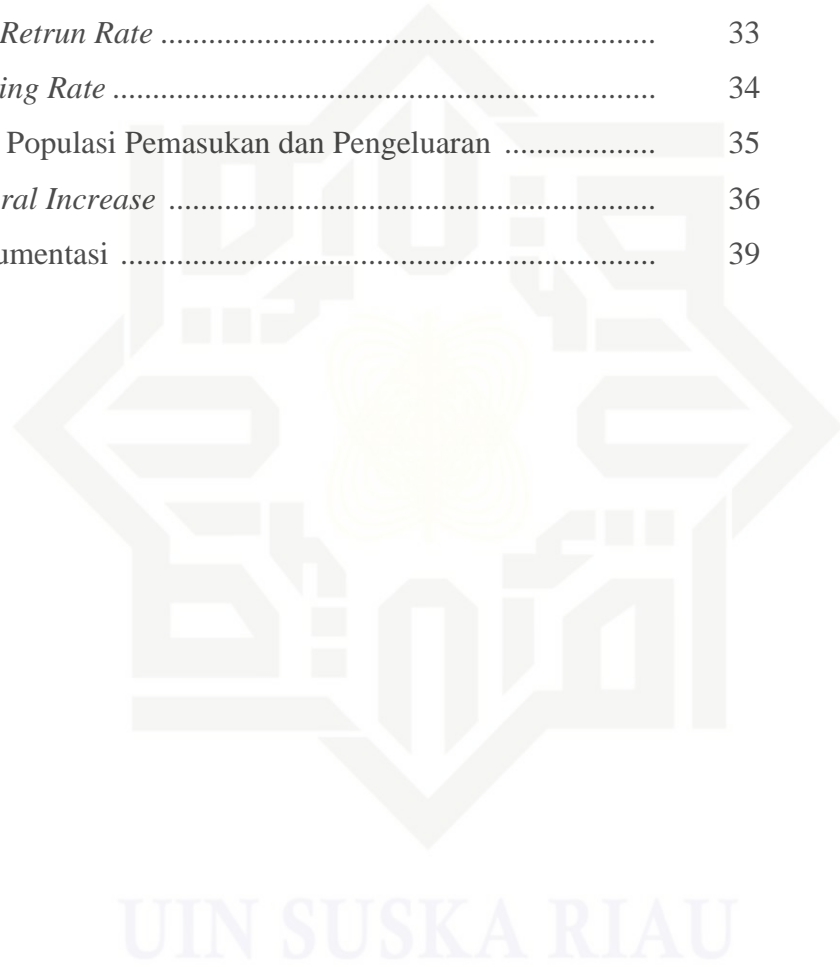 Retrun Rate ............................................................. 33
ing Rate ................................................................... 34
Populasi Pemasukan dan Pengeluaran ................... 35
ral Increase ............................................................ 36
umentasi .................................................................. 39
UIN SUSKA RIAU